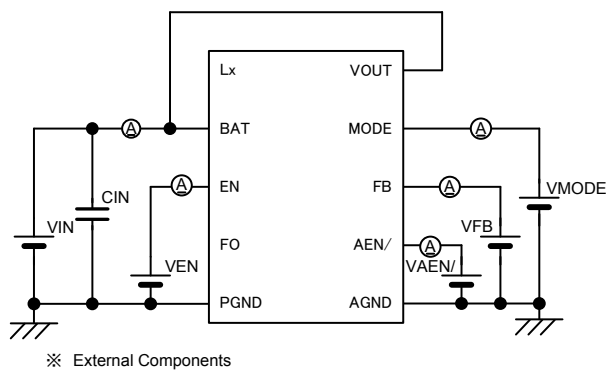 Lx
VOUT
A
BAT
MODE
A
CIN
A
EN
FB
A
VMODE
VIN
VFB
FO
AEN/
A
VEN
VAEN/
PGND
AGND
※ External Components